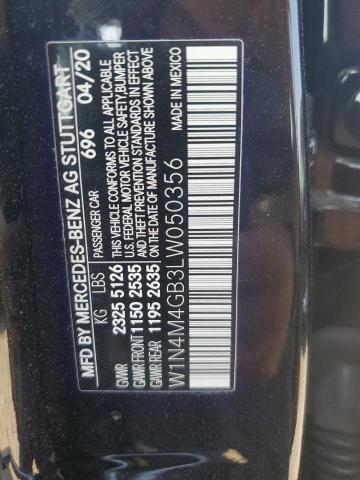 MFD BY MERCEDES-BENZ AG STUTTGART
PASSENGER CAR 696 04/20
KG LBS
GVWR 2325 5126
GAWR FRONT 1150 2535
GAWR REAR 1195 2635
THIS VEHICLE CONFORMS TO ALL APPLICABLE
U.S. FEDERAL MOTOR VEHICLE SAFETY, BUMPER
AND THEFT PREVENTION STANDARDS IN EFFECT
ON THE DATE OF MANUFACTURE SHOWN ABOVE
MADE IN MEXICO
W1N4M4GB3LW050356